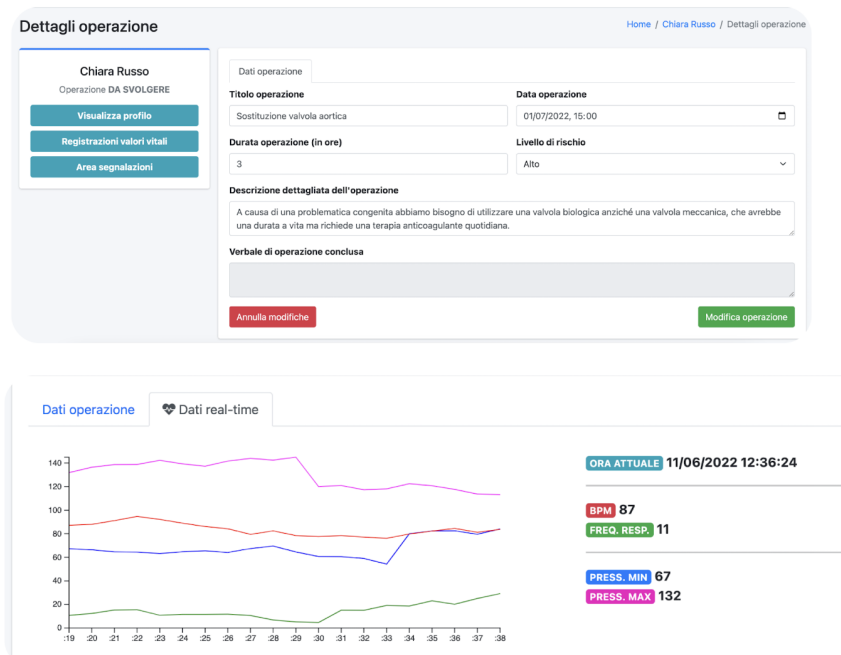 Dettagli operazione
Home / Chiara Russo / Dettagli operazione
Chiara Russo
Operazione DA SVOLGERE
Visualizza profilo
Registrazioni valori vitali
Area segnalazioni
Dati operazione
Titolo operazione
Data operazione
Sostituzione valvola aortica
01/07/2022, 15:00
Durata operazione (in ore)
Livello di rischio
3
Alto
Descrizione dettagliata dell'operazione
A causa di una problematica congenita abbiamo bisogno di utilizzare una valvola biologica anziché una valvola meccanica, che avrebbe
una durata a vita ma richiede una terapia anticoagulante quotidiana.
Verbale di operazione conclusa
Annulla modifiche
Modifica operazione
Dati operazione
Dati real-time
140
120
100
80
60
40
20
0
:19 :20 :21 :22 :23 :24 :25 :26 :27 :28 :29 :30 :31 :32 :33 :34 :35 :36 :37 :38
ORA ATTUALE 11/06/2022 12:36:24
BPM 87
FREQ. RESP. 11
PRESS. MIN 67
PRESS. MAX 132